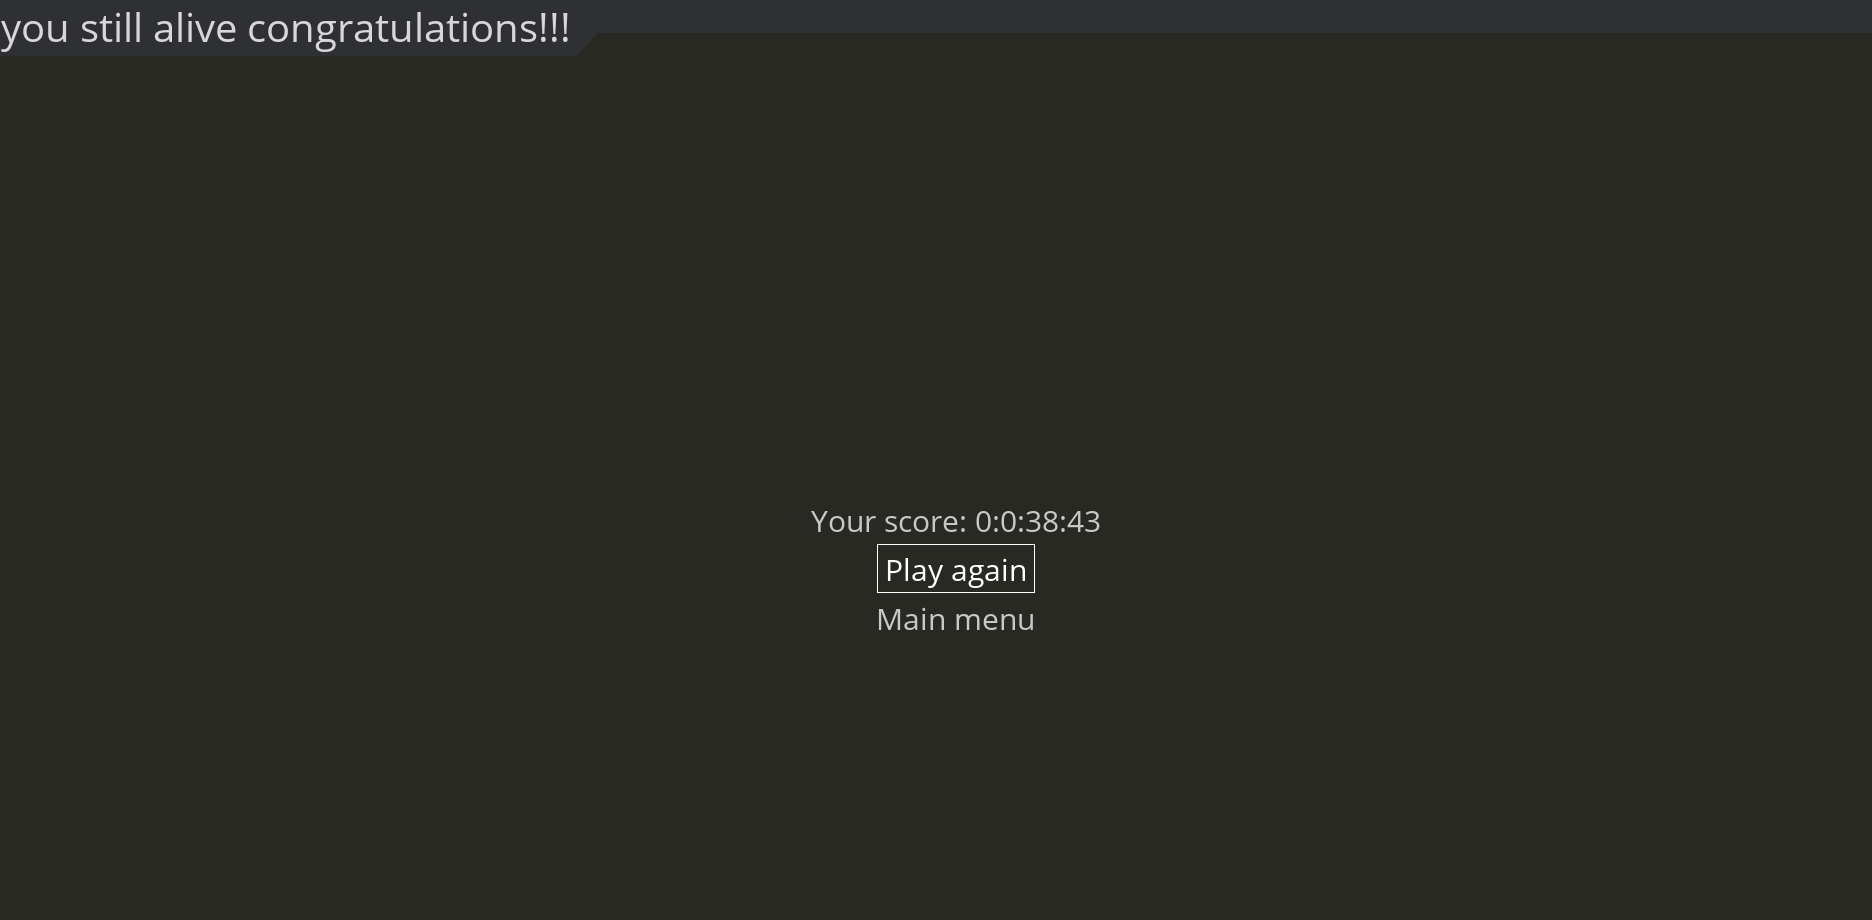 you still alive congratulations!!!
Your score: 0:0:38:43
Play again
Main menu